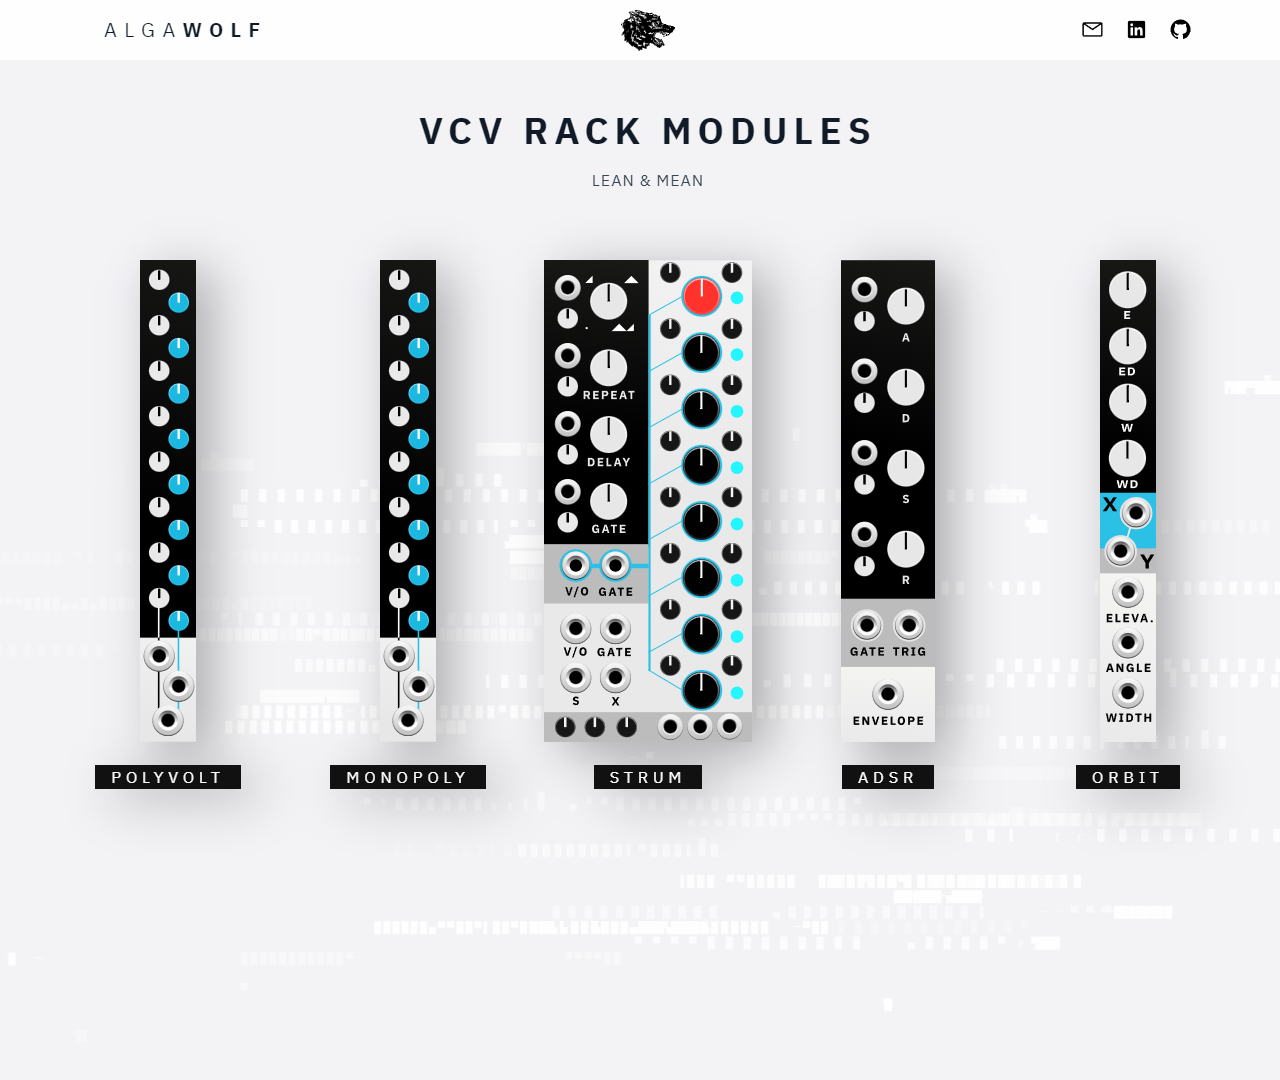 ALGAWOLF
VCV RACK MODULES
LEAN & MEAN
REPEAT
DELAY
GATE
V/O GATE
V/O GATE
S X
A
D
S
R
GATE TRIG
ENVELOPE
E
ED
W
WD
X
Y
ELEVA.
ANGLE
WIDTH
POLYVOLT
MONOPOLY
STRUM
ADSR
ORBIT